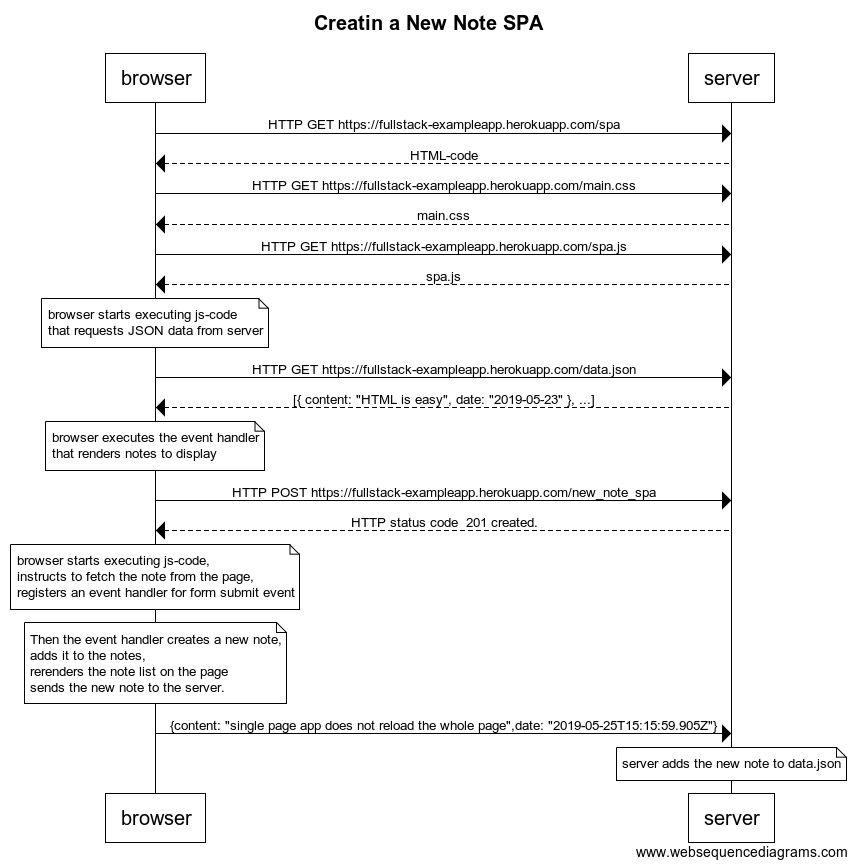 Creatin a New Note SPA
browser
server
HTTP GET https://fullstack-exampleapp.herokuapp.com/spa
HTML-code
HTTP GET https://fullstack-exampleapp.herokuapp.com/main.css
main.css
HTTP GET https://fullstack-exampleapp.herokuapp.com/spa.js
spa.js
browser starts executing js-code
that requests JSON data from server
HTTP GET https://fullstack-exampleapp.herokuapp.com/data.json
[{ content: "HTML is easy", date: "2019-05-23" }, ...]
browser executes the event handler
that renders notes to display
HTTP POST https://fullstack-exampleapp.herokuapp.com/new_note_spa
HTTP status code  201 created.
browser starts executing js-code,
instructs to fetch the note from the page,
registers an event handler for form submit event
Then the event handler creates a new note,
adds it to the notes,
rerenders the note list on the page
sends the new note to the server.
{content: "single page app does not reload the whole page",date: "2019-05-25T15:15:59.905Z"}
server adds the new note to data.json
browser
server
www.websequencediagrams.com